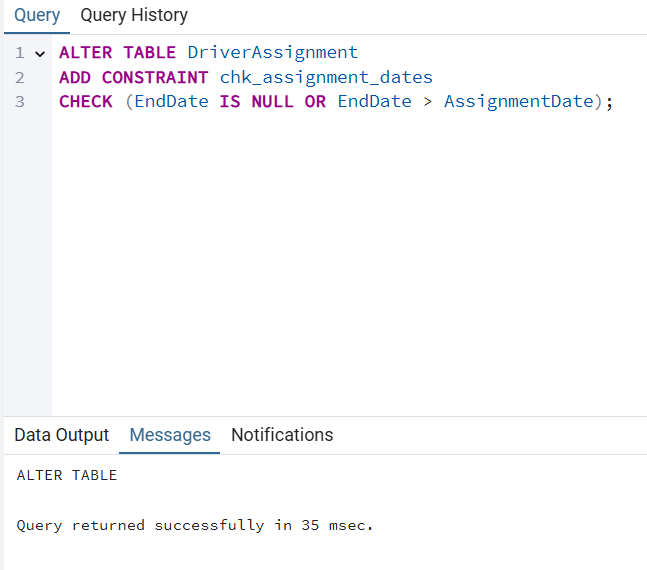 Query Query History
1 ALTER TABLE DriverAssignment
2 ADD CONSTRAINT chk_assignment_dates
3 CHECK (EndDate IS NULL OR EndDate > AssignmentDate);
Data Output Messages Notifications
ALTER TABLE
Query returned successfully in 35 msec.